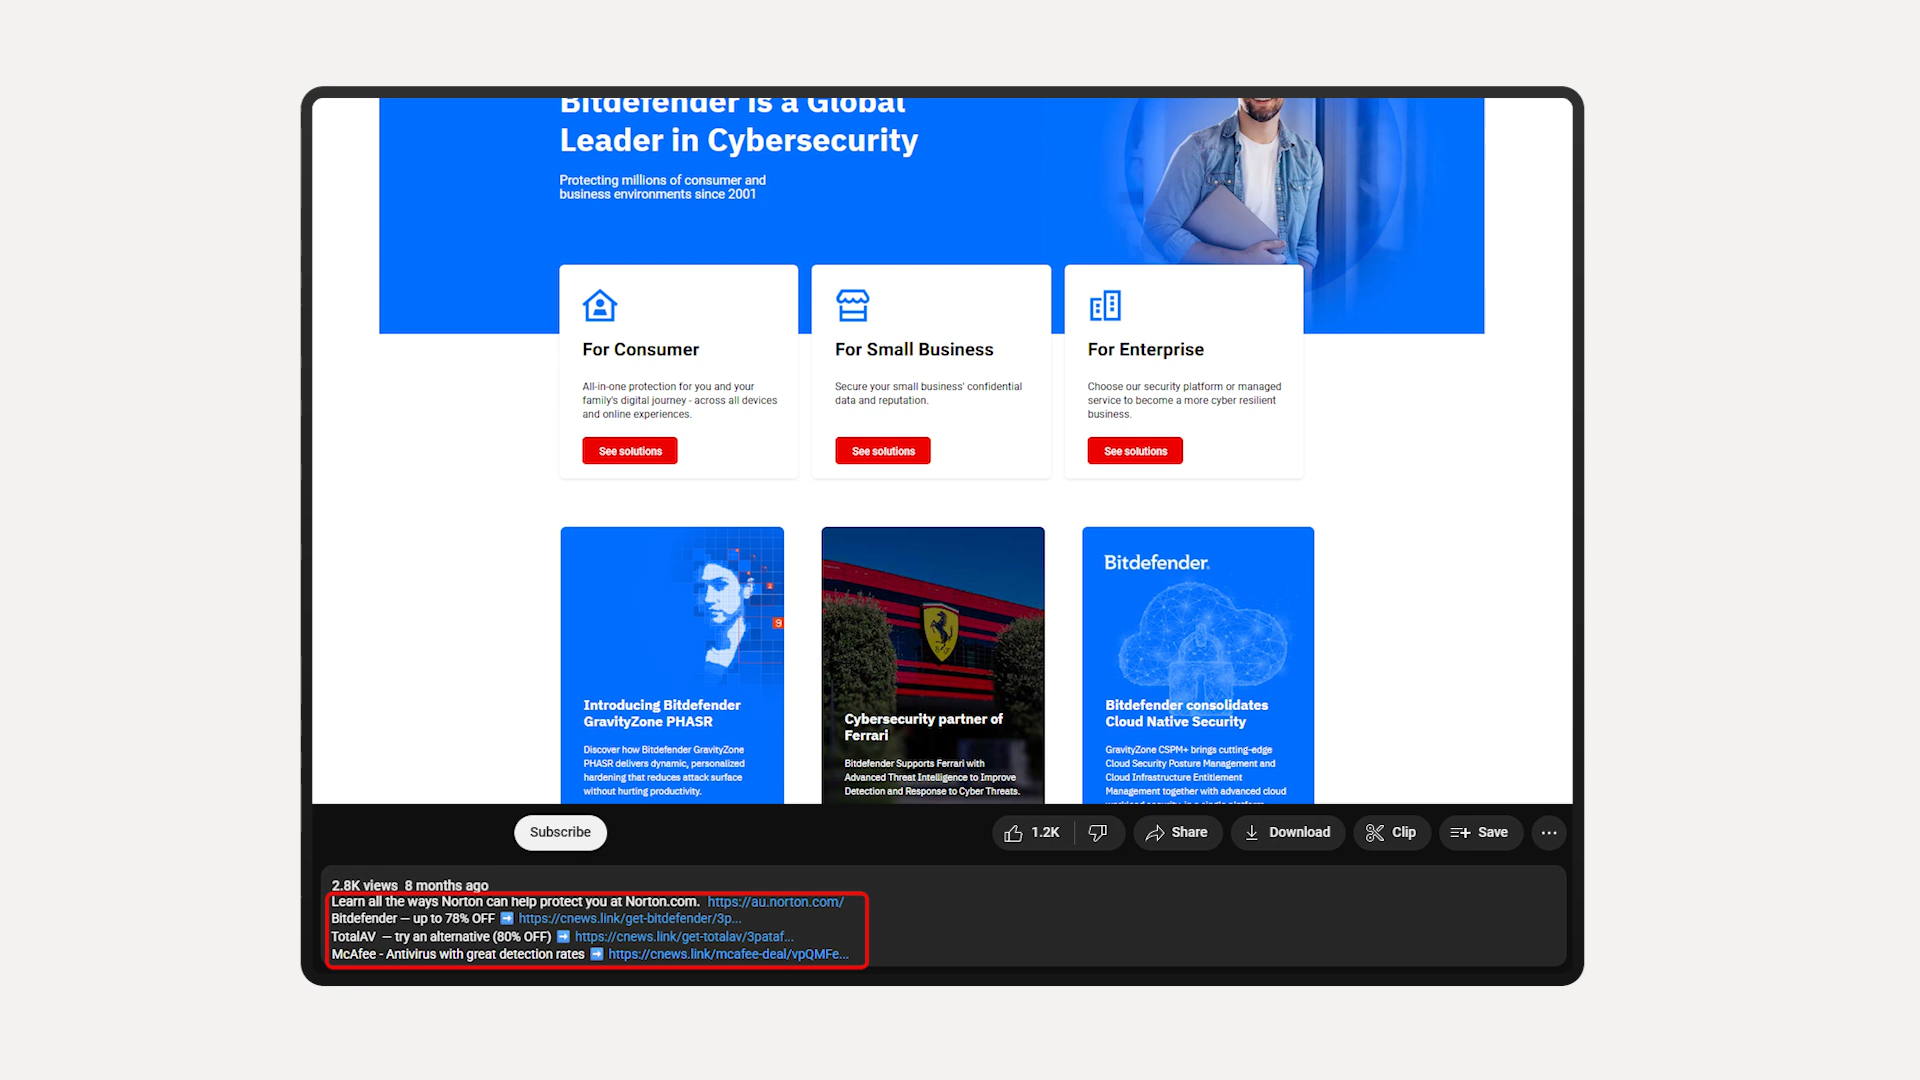 Bitdefender is a Global
Leader in Cybersecurity
Protecting millions of consumer and
business environments since 2001
For Consumer
All-in-one protection for you and your
family's digital journey - across all devices
and online experiences.
See solutions
For Small Business
Secure your small business' confidential
data and reputation.
See solutions
For Enterprise
Choose our security platform or managed
service to become a more cyber resilient
business.
See solutions
9
Introducing Bitdefender
GravityZone PHASR
Discover how Bitdefender GravityZone
PHASR delivers dynamic, personalized
hardening that reduces attack surface
without hurting productivity.
Cybersecurity partner of
Ferrari
Bitdefender Supports Ferrari with
Advanced Threat Intelligence to Improve
Detection and Response to Cyber Threats.
Bitdefender
Bitdefender consolidates
Cloud Native Security
GravityZone CSPM+ brings cutting-edge
Cloud Security Posture Management and
Cloud Infrastructure Entitlement
Management together with advanced cloud
Subscribe
1.2K
Share
Download
Clip
Save
2.8K views 8 months ago
Learn all the ways Norton can help protect you at Norton.com. https://au.norton.com/
Bitdefender — up to 78% OFF ➡ https://cnews.link/get-bitdefender/3p...
TotalAV — try an alternative (80% OFF) ➡ https://cnews.link/get-totalav/3pataf...
McAfee - Antivirus with great detection rates ➡ https://cnews.link/mcafee-deal/vpQMFe...